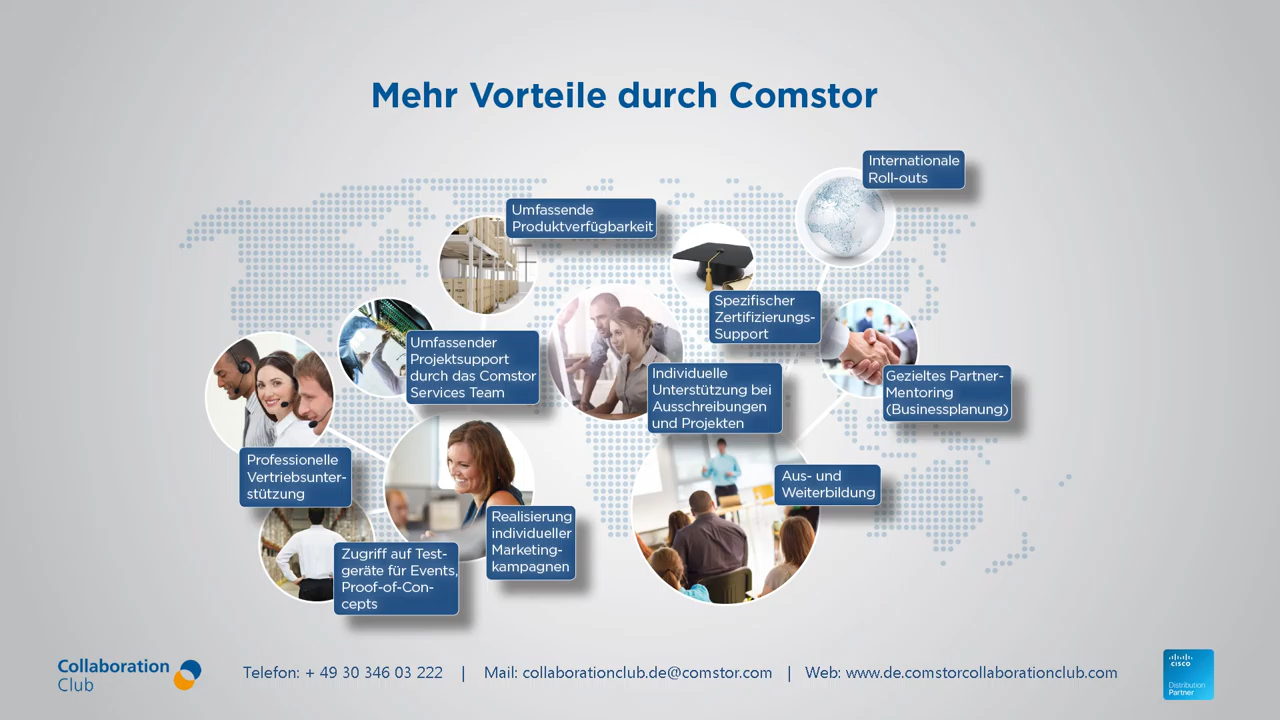 Mehr Vorteile durch Comstor
Internationale
Roll-outs
Umfassende
Produktverfügbarkeit
Spezifischer
Zertifizierungs-
Support
Umfassender
Projektsupport
durch das Comstor
Services Team
Individuelle
Unterstützung bei
Ausschreibungen
und Projekten
Gezieltes Partner-
Mentoring
(Businessplanung)
Professionelle
Vertriebsunter-
stützung
Aus- und
Weiterbildung
Realisierung
individueller
Marketing-
kampagnen
Zugriff auf Test-
geräte für Events,
Proof-of-Con-
cepts
Collaboration
Club
Telefon: + 49 30 346 03 222 | Mail: collaborationclub.de@comstor.com | Web: www.de.comstorcollaborationclub.com
CISCO
Distribution
Partner